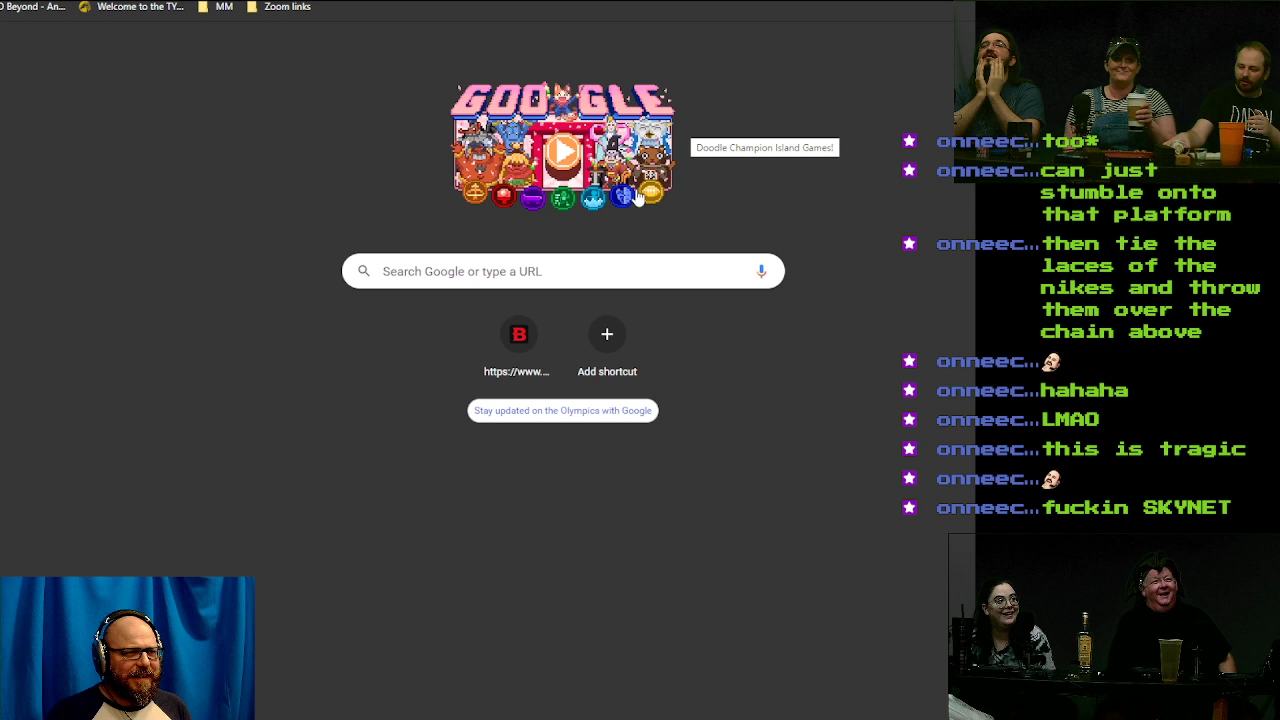 D Beyond - An...
Welcome to the TY...
MM
Zoom links
GOOGLE
Doodle Champion Island Games!
Search Google or type a URL
B
https://www....
Add shortcut
Stay updated on the Olympics with Google
onneec... too*
can just
stumble onto
that platform
onneec... then tie the
laces of the
nikes and throw
them over the
chain above
onneec...
onneec... hahaha
onneec... LMAO
onneec... this is tragic
onneec...
onneec... fuckin SKYNET